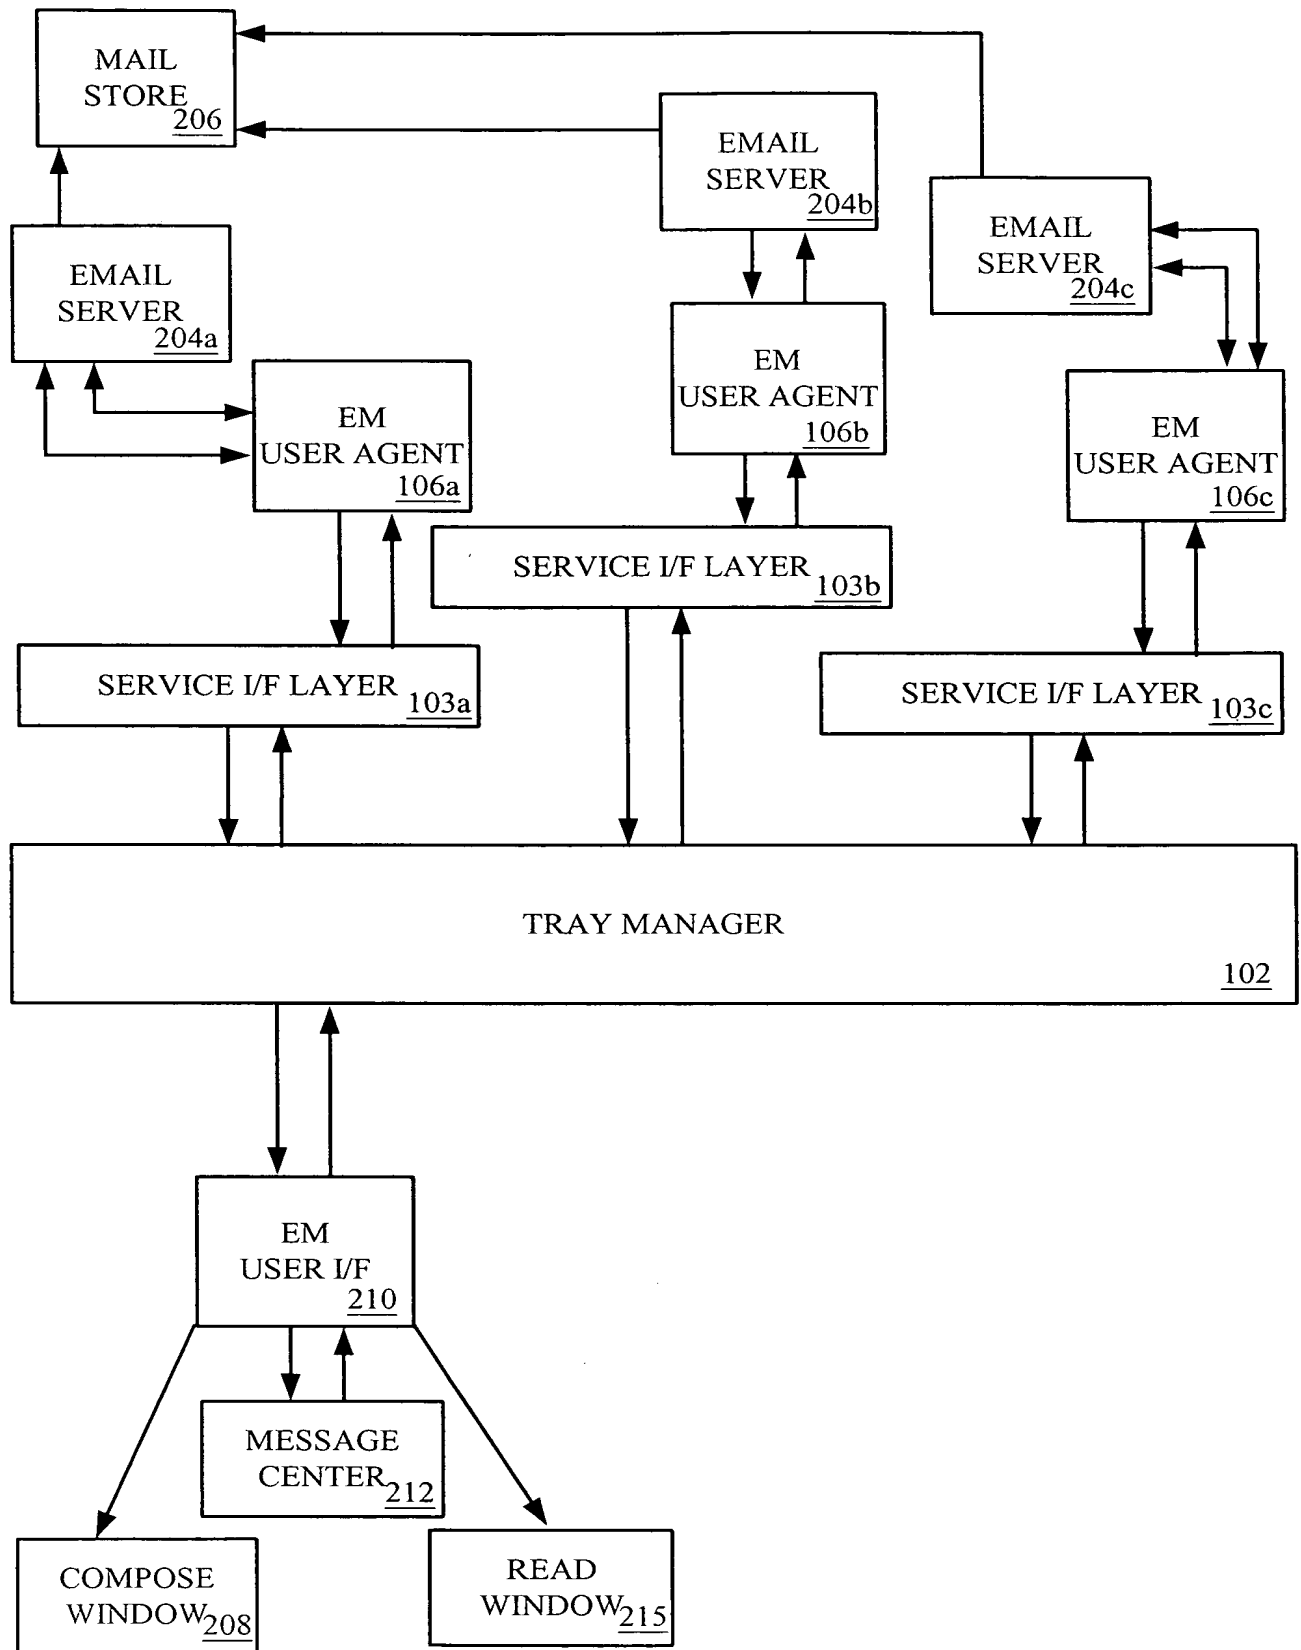 MAIL
STORE
206
EMAIL
SERVER
204b
EMAIL
SERVER
204c
EMAIL
SERVER
204a
EM
USER AGENT
106b
EM
USER AGENT
106a
EM
USER AGENT
106c
SERVICE I/F LAYER
103b
SERVICE I/F LAYER
103a
SERVICE I/F LAYER
103c
TRAY MANAGER
102
EM
USER I/F
210
MESSAGE
CENTER
212
COMPOSE
WINDOW
208
READ
WINDOW
215